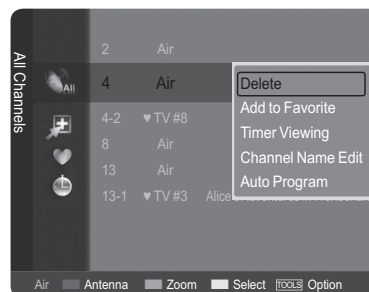 All Channels
All
2 Air
4 Air
4-2 ♥ TV #8
8 Air
13 Air
13-1 ♥ TV #3 Alice
Delete
Add to Favorite
Timer Viewing
Channel Name Edit
Auto Program
Air Antenna Zoom Select TOOLS Option